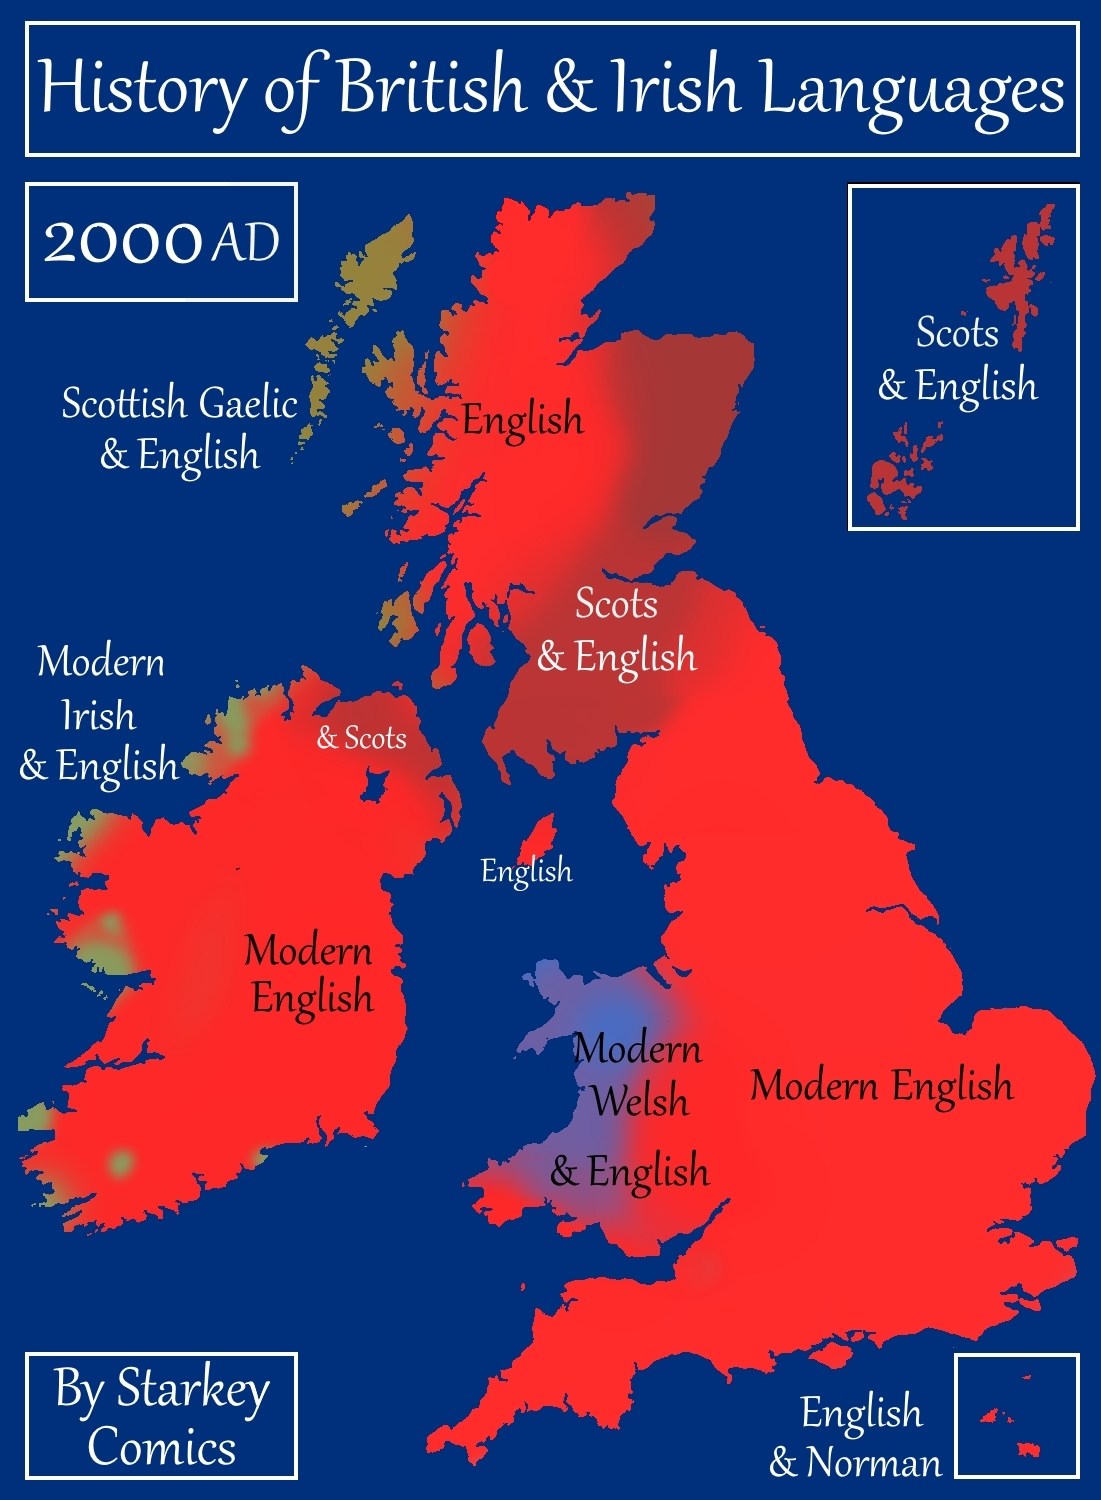 History of British & Irish Languages
2000 AD
Scots
& English
Scottish Gaelic
& English
English
Scots
& English
Modern
Irish
& English
& Scots
English
Modern
English
Modern
Welsh
& English
Modern English
By Starkey
Comics
English
& Norman